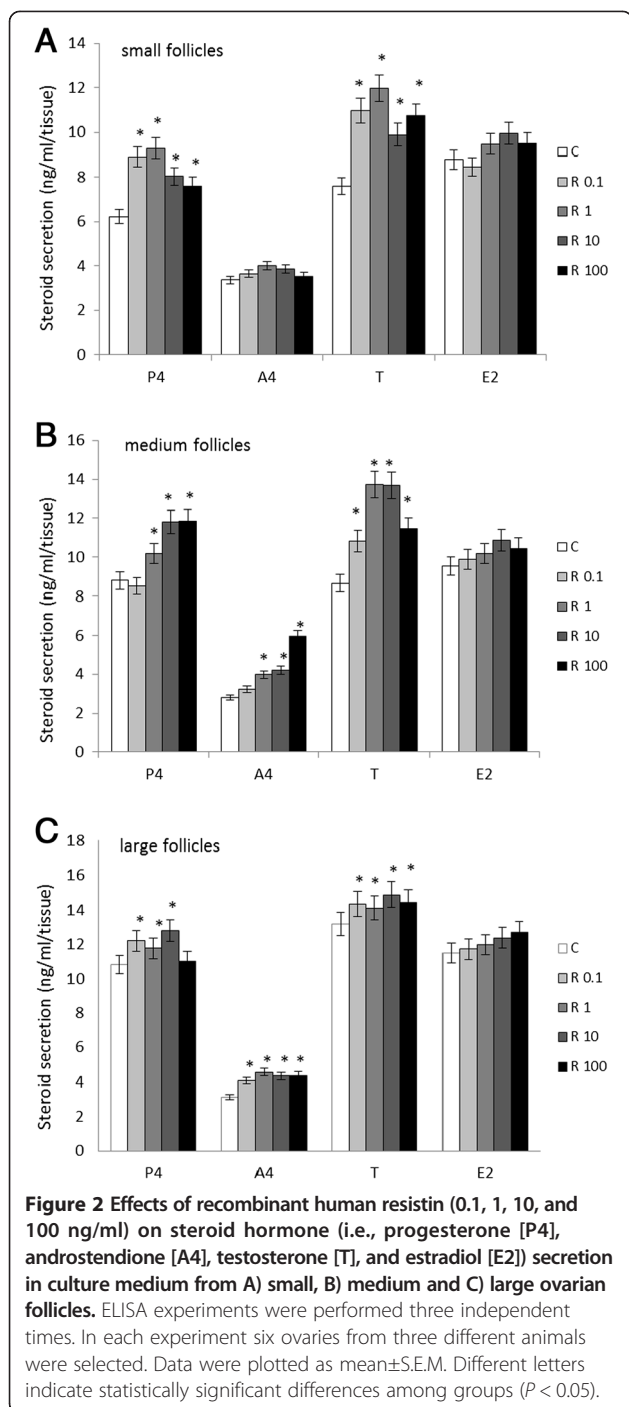 A
small follicles
Steroid secretion (ng/ml/tissue)
14
12
10
8
6
4
2
0
* * * *
* * * *
P4 A4 T E2
C
R 0.1
R 1
R 10
R 100
B
medium follicles
Steroid secretion (ng/ml/tissue)
16
14
12
10
8
6
4
2
0
* * *
* * *
* * * *
P4 A4 T E2
C
R 0.1
R 1
R 10
R 100
C
large follicles
Steroid secretion (ng/ml/tissue)
18
16
14
12
10
8
6
4
2
0
* * *
* * * *
* * * *
P4 A4 T E2
C
R 0.1
R 1
R 10
R 100
Figure 2 Effects of recombinant human resistin (0.1, 1, 10, and
100 ng/ml) on steroid hormone (i.e., progesterone [P4],
androstendione [A4], testosterone [T], and estradiol [E2]) secretion
in culture medium from A) small, B) medium and C) large ovarian
follicles. ELISA experiments were performed three independent
times. In each experiment six ovaries from three different animals
were selected. Data were plotted as mean±S.E.M. Different letters
indicate statistically significant differences among groups (P < 0.05).